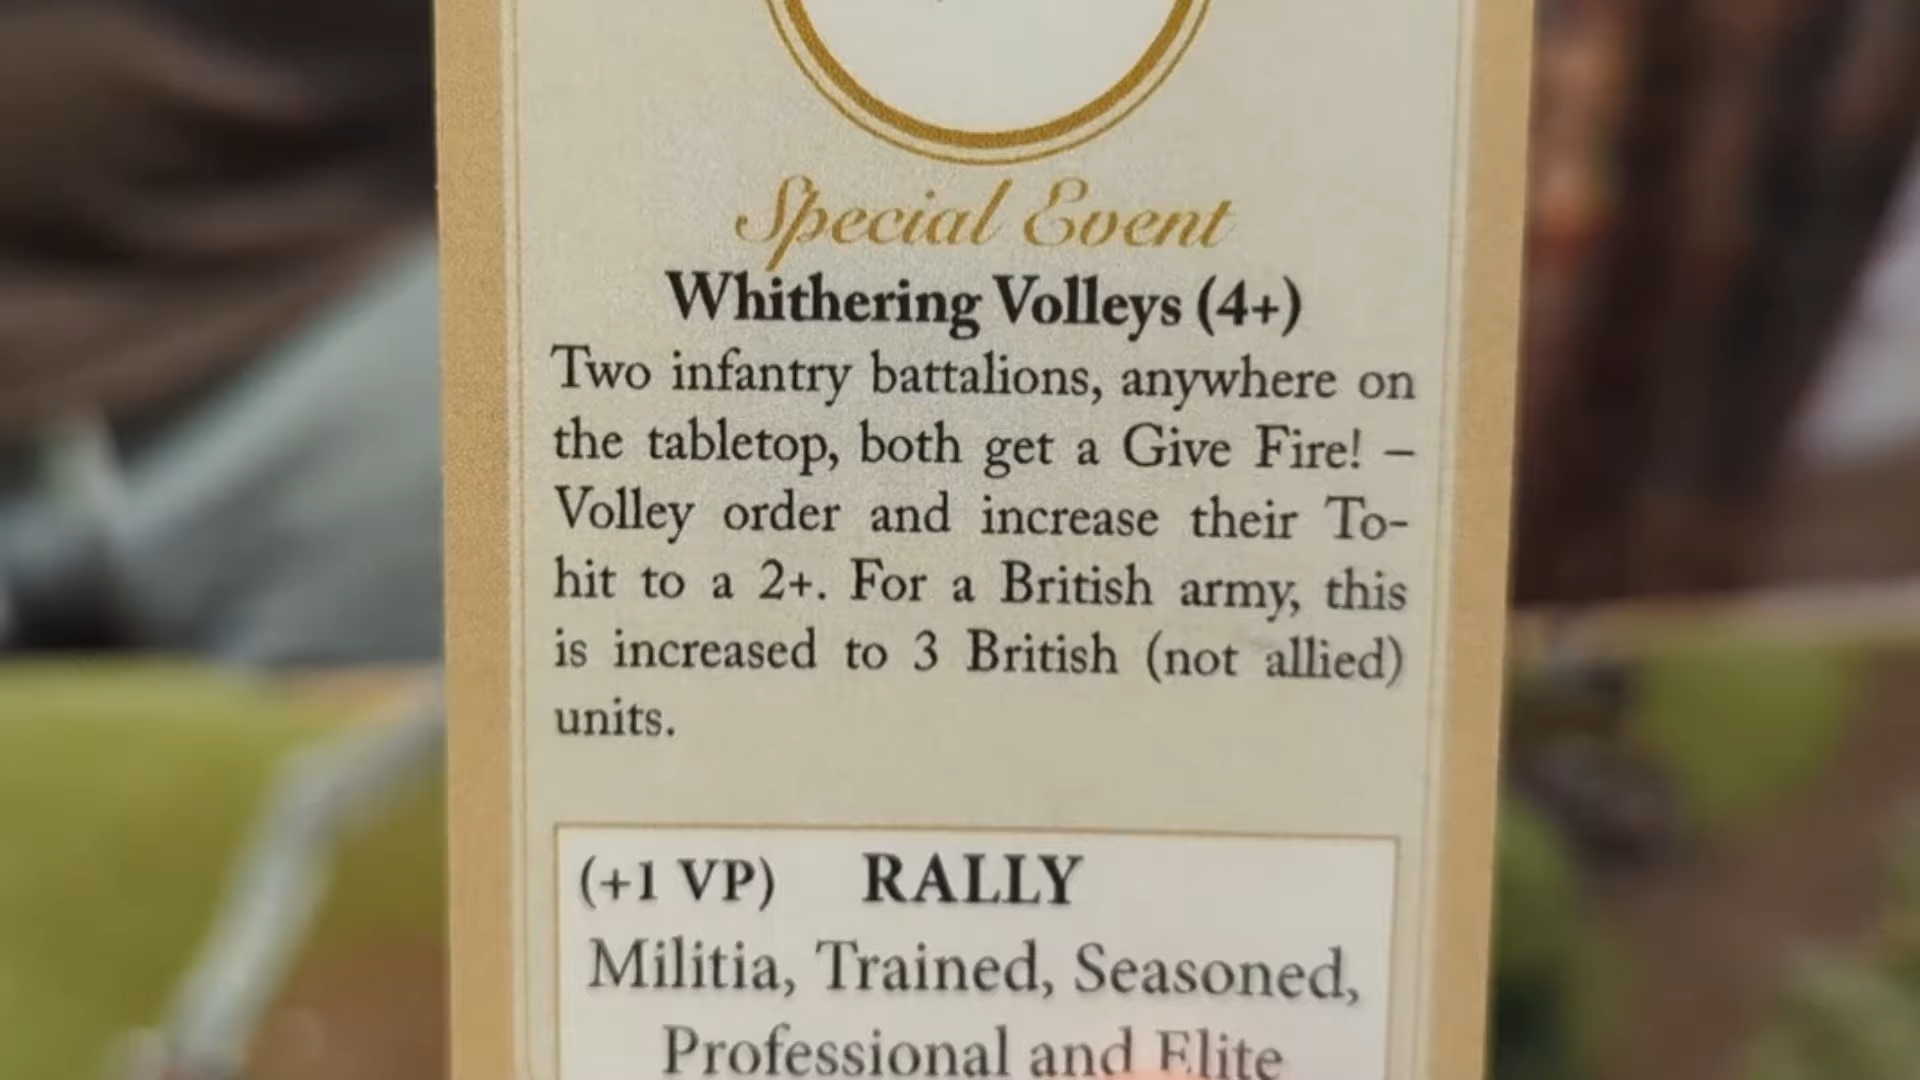 Special Event
Whithering Volleys (4+)
Two infantry battalions, anywhere on
the tabletop, both get a Give Fire! –
Volley order and increase their To-
hit to a 2+. For a British army, this
is increased to 3 British (not allied)
units.
(+1 VP) RALLY
Militia, Trained, Seasoned,
Professional and Elite